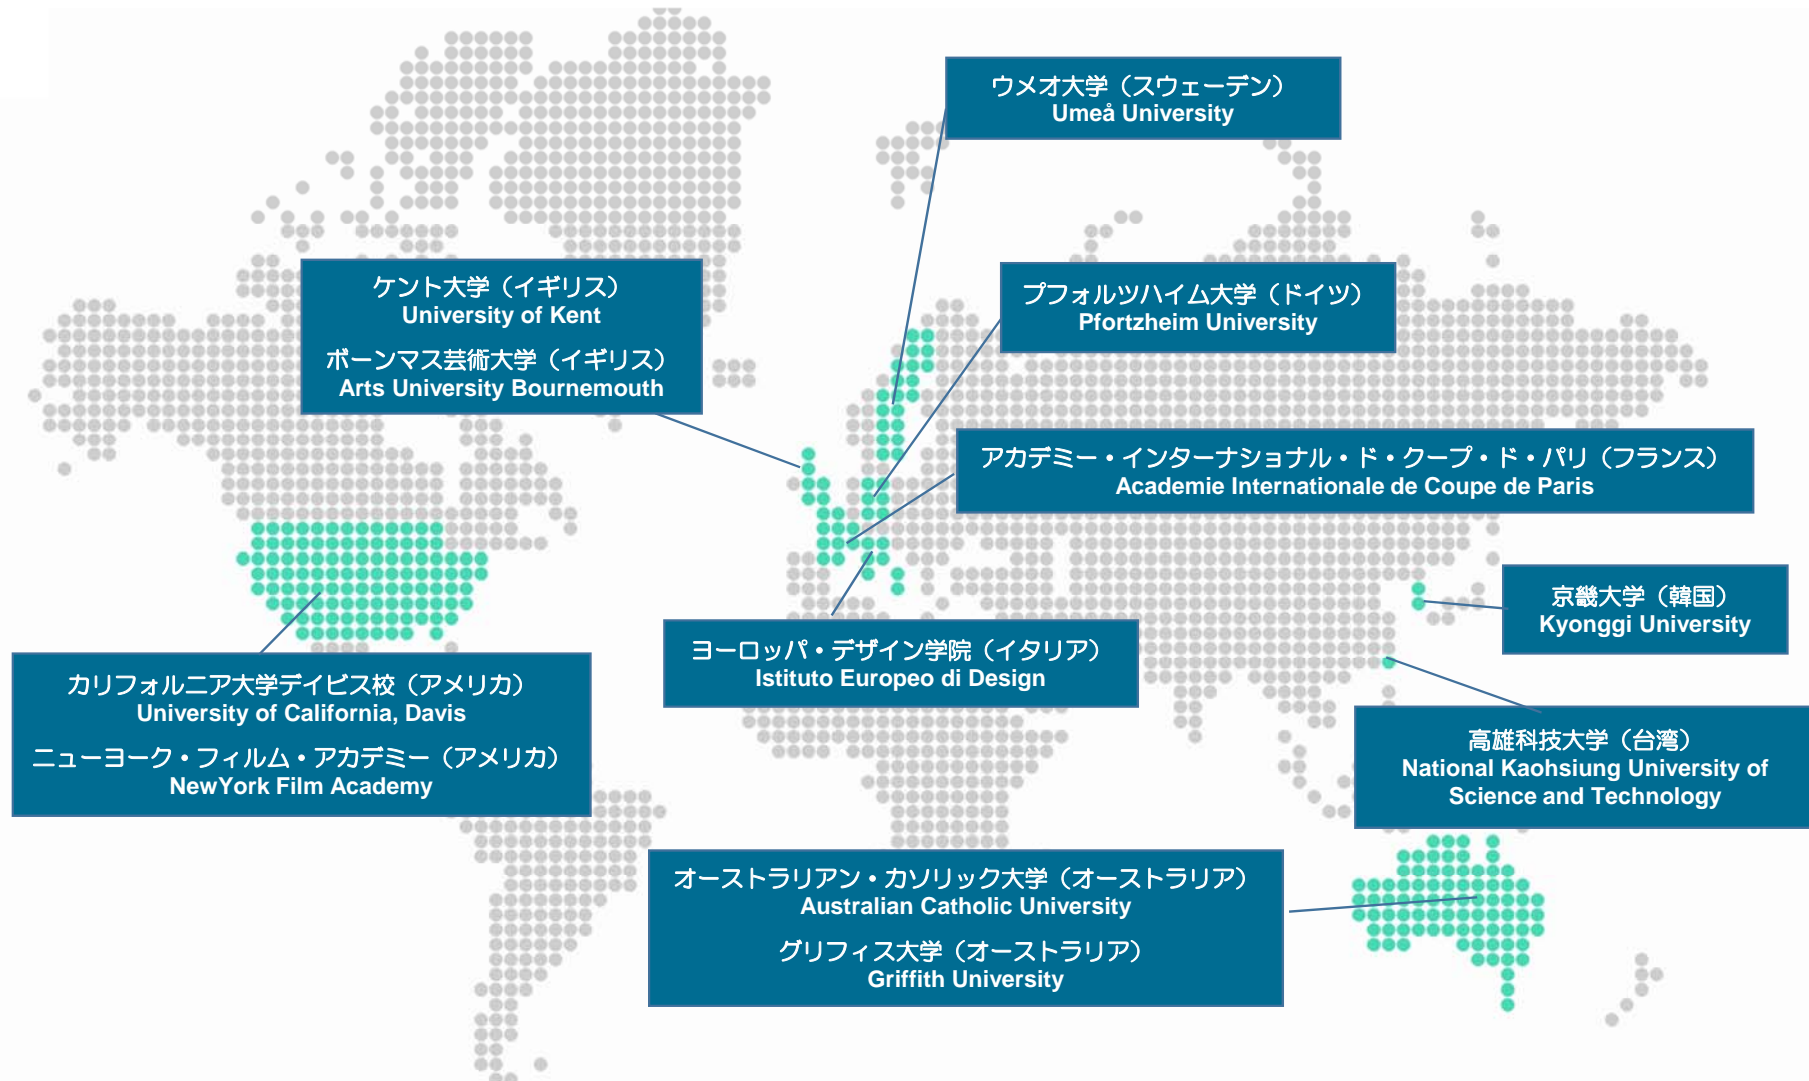 ウメオ大学（スウェーデン）
Umeå University
ケント大学（イギリス）
University of Kent
ボーンマス芸術大学（イギリス）
Arts University Bournemouth
プフォルツハイム大学（ドイツ）
Pfortzheim University
アカデミー・インターナショナル・ド・クープ・ド・パリ（フランス）
Academie Internationale de Coupe de Paris
京畿大学（韓国）
Kyonggi University
ヨーロッパ・デザイン学院（イタリア）
Istituto Europeo di Design
カリフォルニア大学デイビス校（アメリカ）
University of California, Davis
ニューヨーク・フィルム・アカデミー（アメリカ）
NewYork Film Academy
高雄科技大学（台湾）
National Kaohsiung University of
Science and Technology
オーストラリアン・カソリック大学（オーストラリア）
Australian Catholic University
グリフィス大学（オーストラリア）
Griffith University